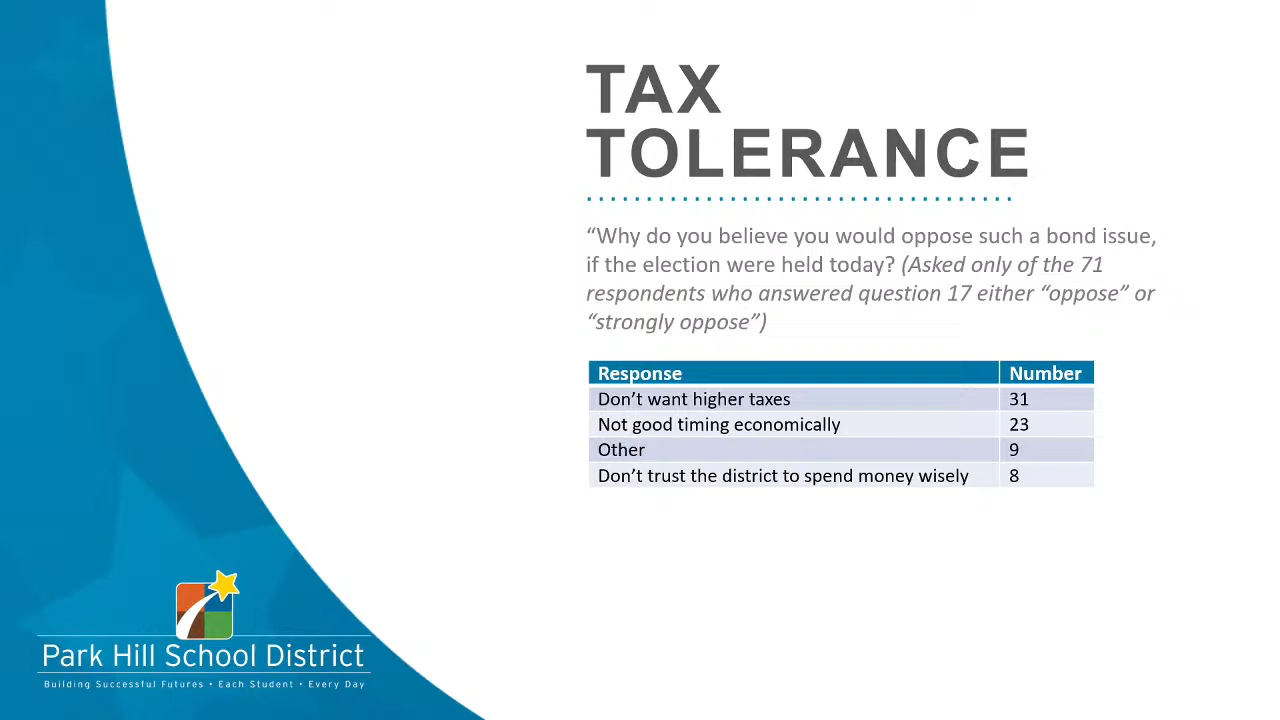 TAX
TOLERANCE
“Why do you believe you would oppose such a bond issue,
if the election were held today? (Asked only of the 71
respondents who answered question 17 either “oppose” or
“strongly oppose”)
Response Number
Don’t want higher taxes 31
Not good timing economically 23
Other 9
Don’t trust the district to spend money wisely 8
Park Hill School District
Building Successful Futures • Each Student • Every Day